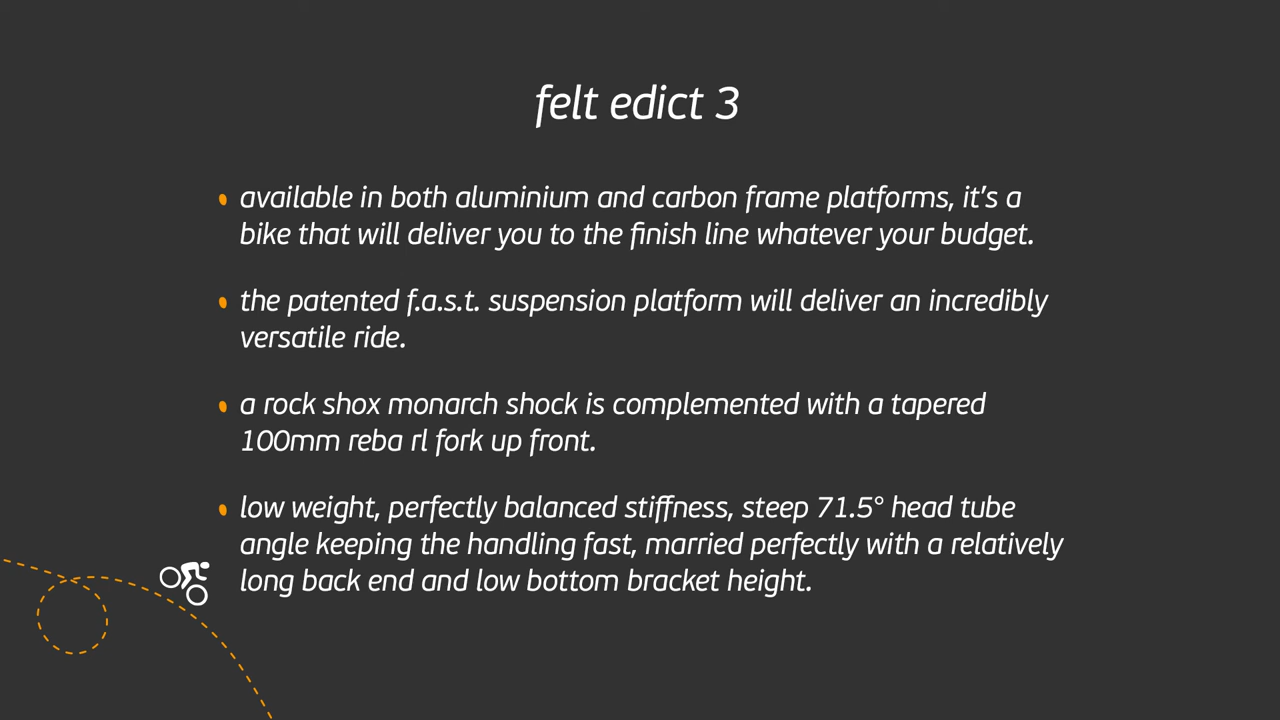 felt edict 3
• available in both aluminium and carbon frame platforms, it's a
bike that will deliver you to the finish line whatever your budget.
• the patented f.a.s.t. suspension platform will deliver an incredibly
versatile ride.
• a rock shox monarch shock is complemented with a tapered
100mm reba rl fork up front.
• low weight, perfectly balanced stiffness, steep 71.5° head tube
angle keeping the handling fast, married perfectly with a relatively
long back end and low bottom bracket height.